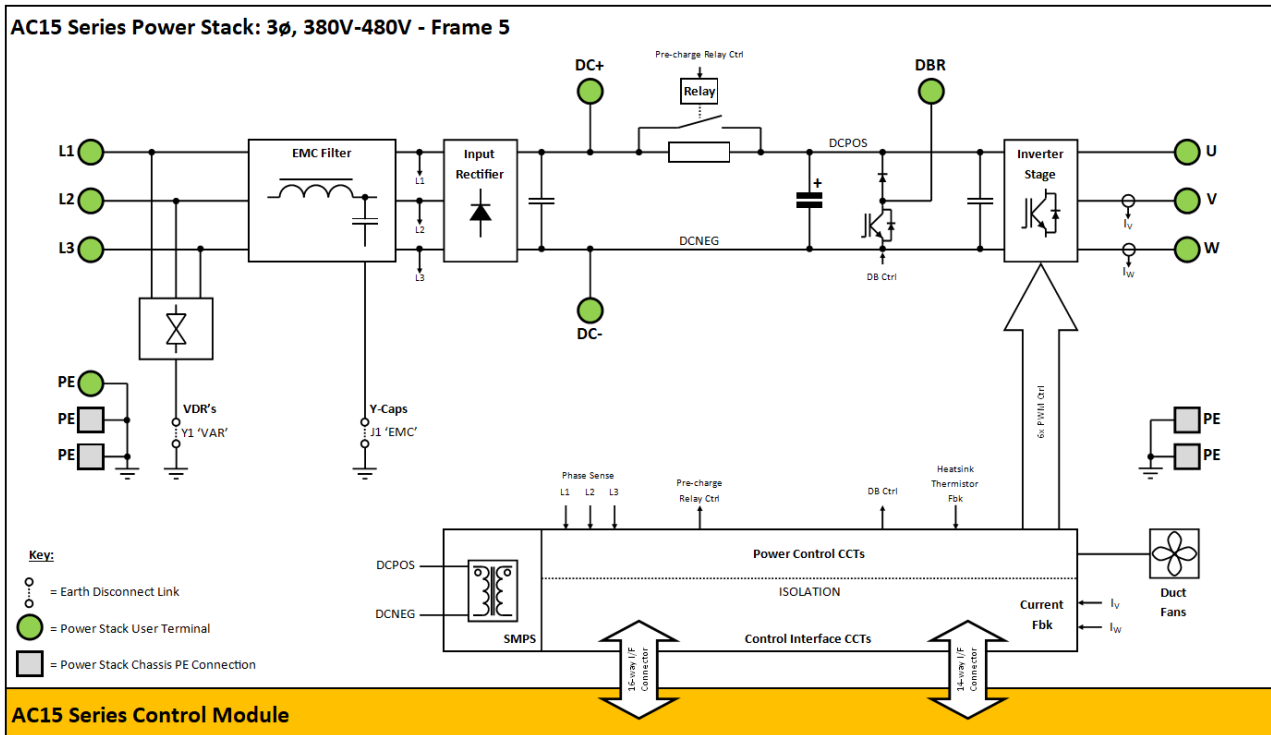 AC15 Series Power Stack: 3ø, 380V-480V - Frame 5
DC+
Pre-charge Relay Ctrl
Relay
DBR
L1
L2
L3
EMC Filter
L1
L2
L3
Input
Rectifier
DCPOS
+
DCNEG
DB Ctrl
DC-
Inverter
Stage
U
V
W
IV
IW
PE
PE
PE
VDR's
Y1 ‘VAR’
Y-Caps
J1 ‘EMC’
6x PWM Ctrl
PE
PE
Phase Sense
L1 L2 L3
Pre-charge
Relay Ctrl
DB Ctrl
Heatsink
Thermistor
Fbk
Key:
= Earth Disconnect Link
= Power Stack User Terminal
= Power Stack Chassis PE Connection
DCPOS
DCNEG
SMPS
Power Control CCTs
ISOLATION
Control Interface CCTs
Current
Fbk
IV
IW
Duct
Fans
16-way I/F
Connector
14-way I/F
Connector
AC15 Series Control Module